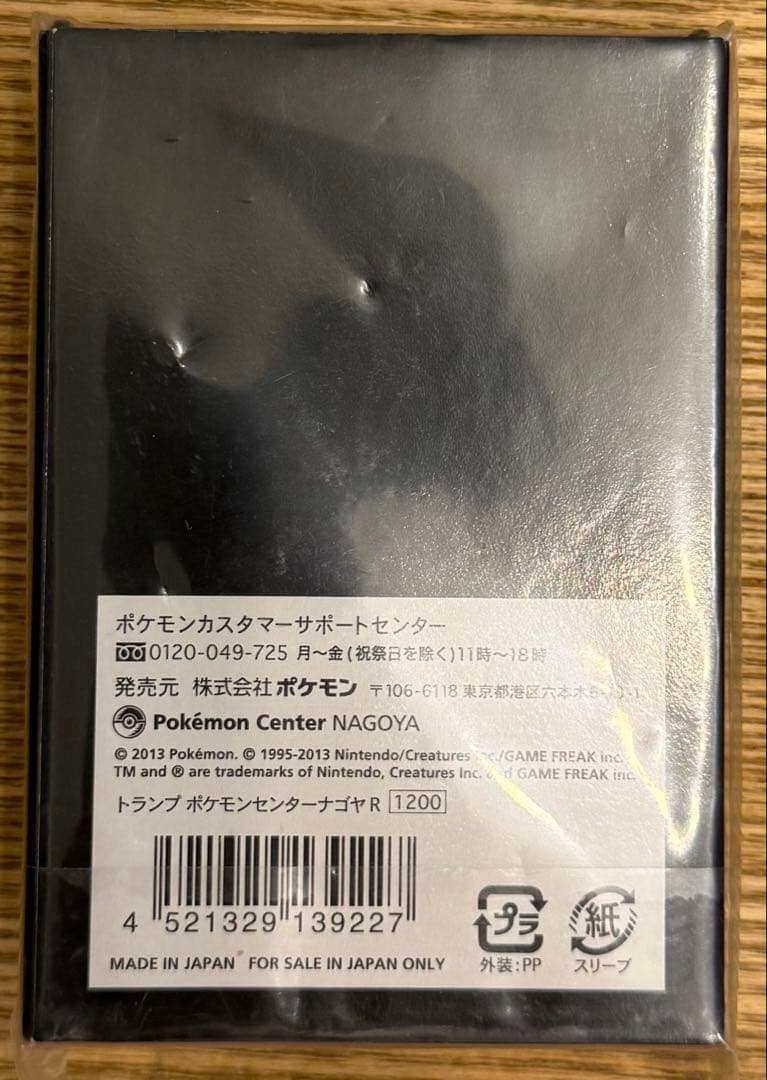 ポケモンカスタマーサポートセンター
0120-049-725 月〜金(祝祭日を除く)11時〜18時
発売元 株式会社ポケモン 〒106-6118 東京都港区六本木6-10-1
Pokémon Center NAGOYA
© 2013 Pokémon. © 1995-2013 Nintendo/Creatures Inc./GAME FREAK inc.
TM and ® are trademarks of Nintendo, Creatures Inc. and GAME FREAK inc.
トランプ ポケモンセンターナゴヤR 1200
4 521329 139227
プラ 紙
外装:PP スリーブ
MADE IN JAPAN FOR SALE IN JAPAN ONLY